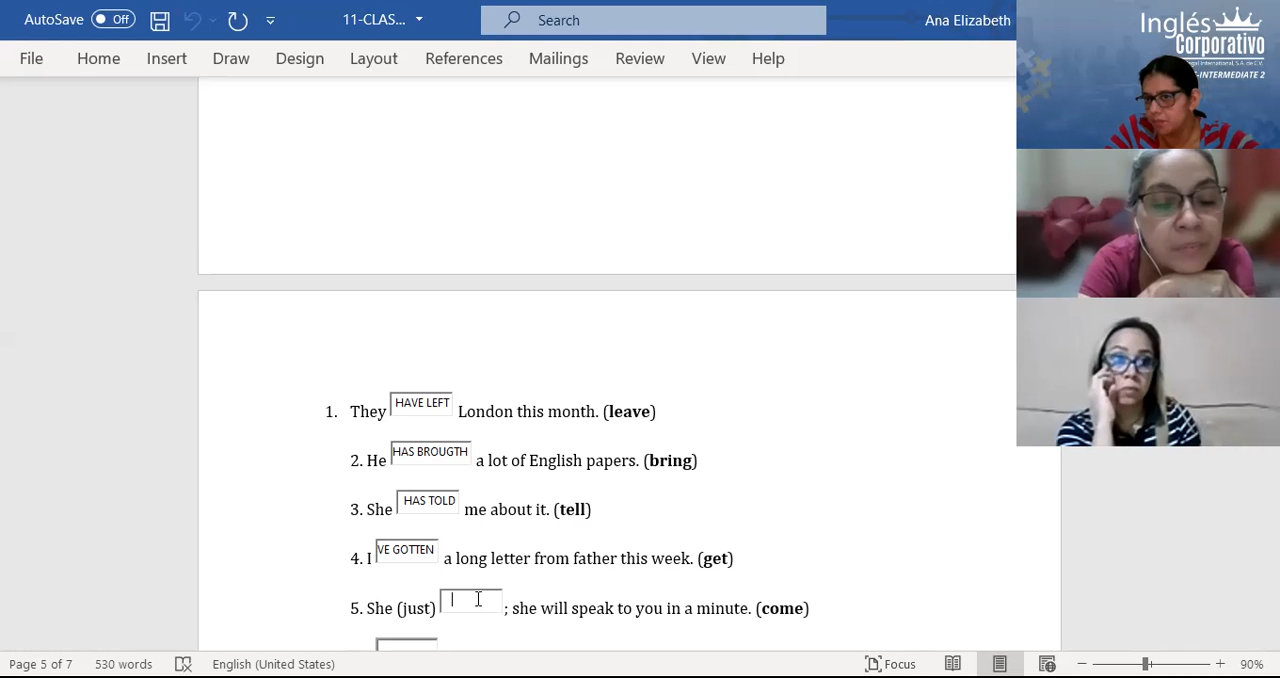 AutoSave Off 11-CLAS... Search Ana Elizabeth
File Home Insert Draw Design Layout References Mailings Review View Help
Inglés
Corporativo
-INTERMEDIATE 2
1. They HAVE LEFT London this month. (leave)
2. He HAS BROUGTH a lot of English papers. (bring)
3. She HAS TOLD me about it. (tell)
4. I VE GOTTEN a long letter from father this week. (get)
5. She (just) ; she will speak to you in a minute. (come)
Page 5 of 7 530 words English (United States) Focus 90%